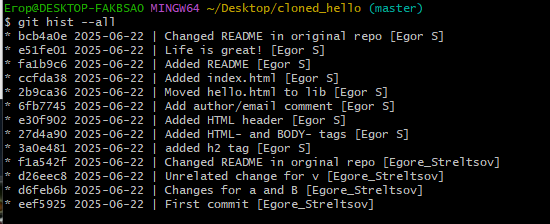 Егор@DESKTOP-FAKBSAO MINGW64 ~/Desktop/cloned_hello (master)
$ git hist --all
* bcb4a0e 2025-06-22 | Changed README in original repo [Egor S]
* e51fe01 2025-06-22 | Life is great! [Egor S]
* fa1b9c6 2025-06-22 | Added README [Egor S]
* ccfda38 2025-06-22 | Added index.html [Egor S]
* 2b9ca36 2025-06-22 | Moved hello.html to lib [Egor S]
* 6fb7745 2025-06-22 | Add author/email comment [Egor S]
* e30f902 2025-06-22 | Added HTML header [Egor S]
* 27d4a90 2025-06-22 | Added HTML- and BODY- tags [Egor S]
* 3a0e481 2025-06-22 | added h2 tag [Egor S]
* f1a542f 2025-06-22 | Changed README in orginal repo [Egore_Streltsov]
* d26eec8 2025-06-22 | Unrelated change for v [Egore_Streltsov]
* d6feb6b 2025-06-22 | Changes for a and B [Egore_Streltsov]
* eef5925 2025-06-22 | First commit [Egore_Streltsov]